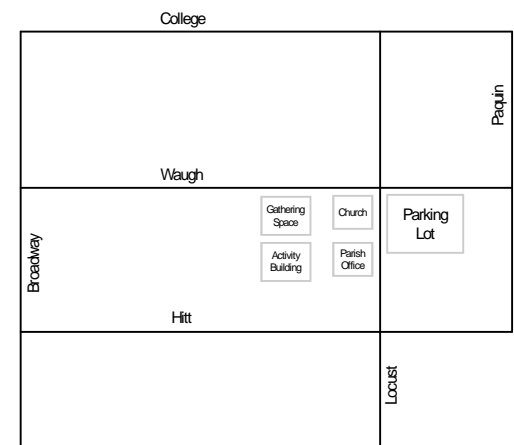 College
Paquin
Waugh
Gathering
Space
Church
Parking
Lot
Broadway
Activity
Building
Parish
Office
Hitt
Locust